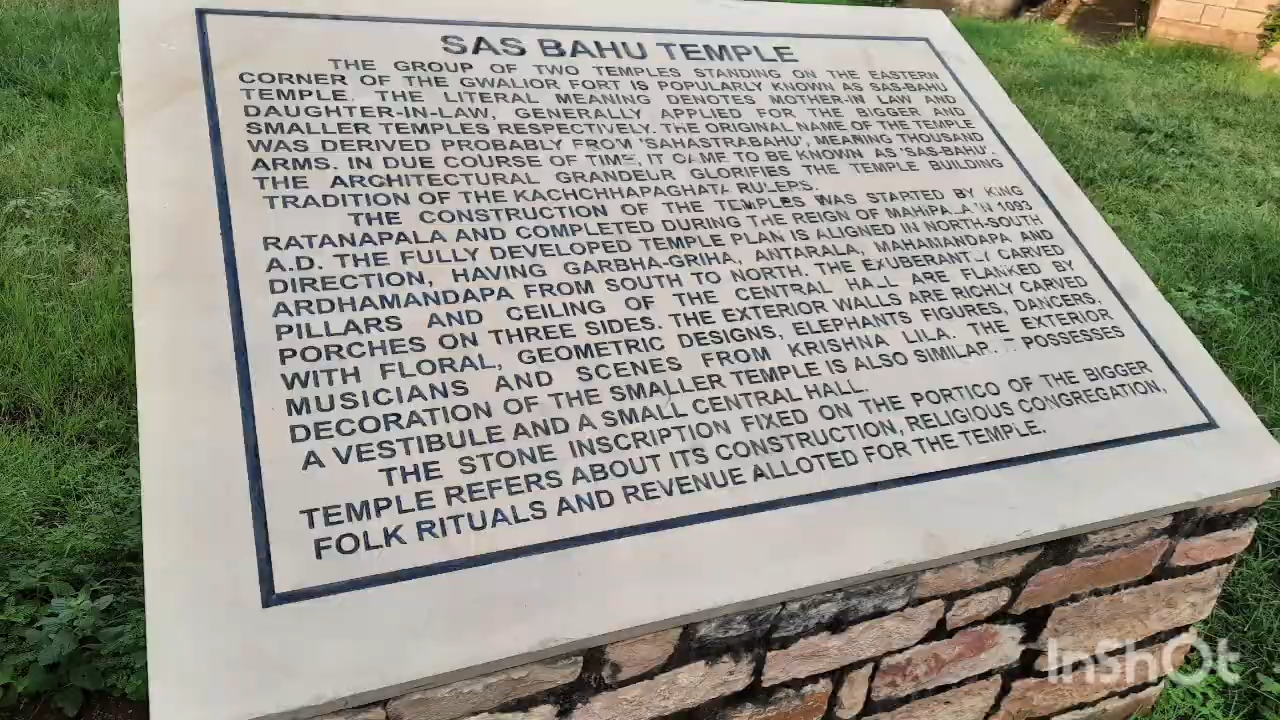 SAS BAHU TEMPLE
THE GROUP OF TWO TEMPLES STANDING ON THE EASTERN
CORNER OF THE GWALIOR FORT IS POPULARLY KNOWN AS SAS-BAHU
TEMPLE. THE LITERAL MEANING DENOTES MOTHER-IN LAW AND
DAUGHTER-IN-LAW, GENERALLY APPLIED FOR THE BIGGER AND
SMALLER TEMPLES RESPECTIVELY. THE ORIGINAL NAME OF THE TEMPLE
WAS DERIVED PROBABLY FROM 'SAHASTRABAHU', MEANING THOUSAND
ARMS. IN DUE COURSE OF TIME, IT CAME TO BE KNOWN AS 'SAS-BAHU'.
THE ARCHITECTURAL GRANDEUR GLORIFIES THE TEMPLE BUILDING
TRADITION OF THE KACHCHHAPAGHATA RULERS.
THE CONSTRUCTION OF THE TEMPLES WAS STARTED BY KING
RATANAPALA AND COMPLETED DURING THE REIGN OF MAHIPALA IN 1093
A.D. THE FULLY DEVELOPED TEMPLE PLAN IS ALIGNED IN NORTH-SOUTH
DIRECTION, HAVING GARBHA-GRIHA, ANTARALA, MAHAMANDAPA AND
ARDHAMANDAPA FROM SOUTH TO NORTH. THE EXUBERANTLY CARVED
PILLARS AND CEILING OF THE CENTRAL HALL ARE FLANKED BY
PORCHES ON THREE SIDES. THE EXTERIOR WALLS ARE RICHLY CARVED
WITH FLORAL, GEOMETRIC DESIGNS, ELEPHANTS FIGURES, DANCERS,
MUSICIANS AND SCENES FROM KRISHNA LILA. THE EXTERIOR
DECORATION OF THE SMALLER TEMPLE IS ALSO SIMILAR. POSSESSES
A VESTIBULE AND A SMALL CENTRAL HALL.
THE STONE INSCRIPTION FIXED ON THE PORTICO OF THE BIGGER
TEMPLE REFERS ABOUT ITS CONSTRUCTION, RELIGIOUS CONGREGATION,
FOLK RITUALS AND REVENUE ALLOTED FOR THE TEMPLE.
InShOt